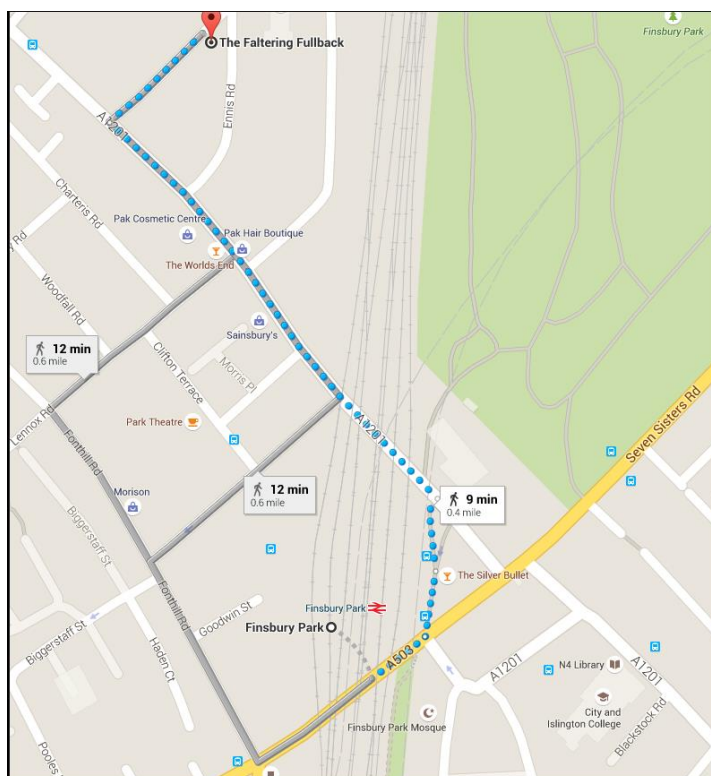 The Faltering Fullback
Finsbury Park
A1201
Ennis Rd
Charteris Rd
Pak Cosmetic Centre
Pak Hair Boutique
The Worlds End
y Rd
Woodfall Rd
Sainsbury's
12 min
0.6 mile
Clifton Terrace
Morris Pl
Seven Sisters Rd
Lennox Rd
Park Theatre
A1201
Fonthill Rd
12 min
0.6 mile
9 min
0.4 mile
Morison
Biggerstaff St
The Silver Bullet
Fonthill Rd
Goodwin St
Finsbury Park
Finsbury Park
Biggerstaff St
Haden Ct
A503
A1201
N4 Library
City and
Islington College
Blackstock Rd
Finsbury Park Mosque
Pooles